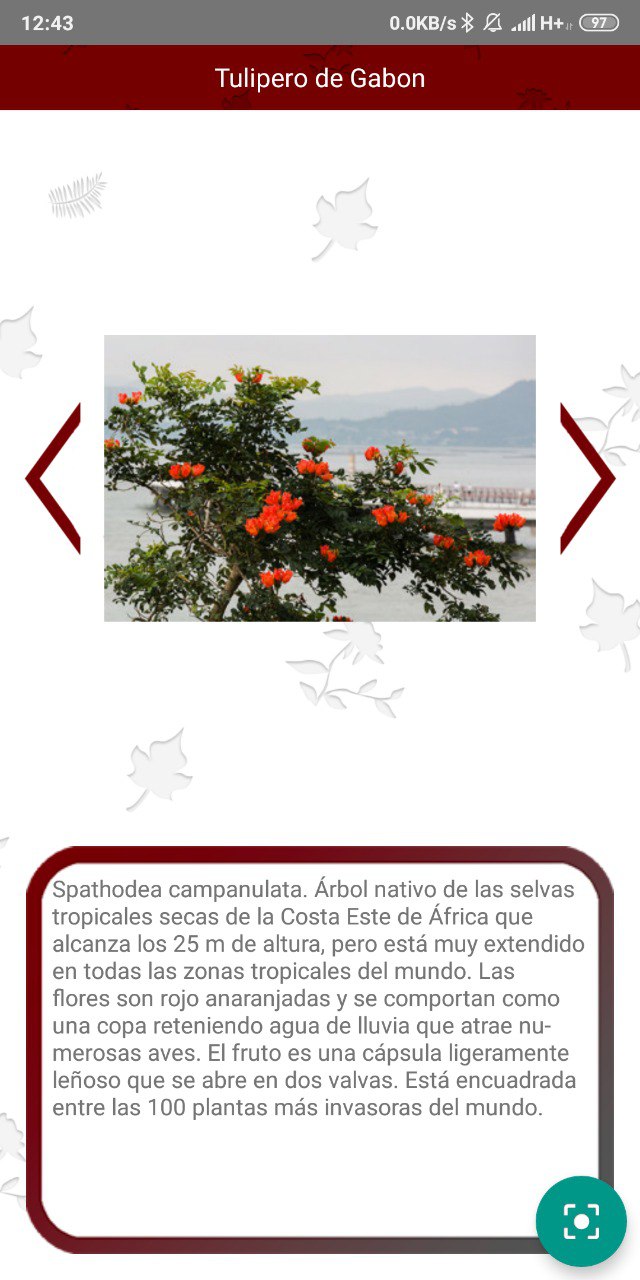 12:43
0.0KB/s H+ 97
Tulipero de Gabon
Spathodea campanulata. Árbol nativo de las selvas
tropicales secas de la Costa Este de África que
alcanza los 25 m de altura, pero está muy extendido
en todas las zonas tropicales del mundo. Las
flores son rojo anaranjadas y se comportan como
una copa reteniendo agua de lluvia que atrae nu-
merosas aves. El fruto es una cápsula ligeramente
leñoso que se abre en dos valvas. Está encuadrada
entre las 100 plantas más invasoras del mundo.